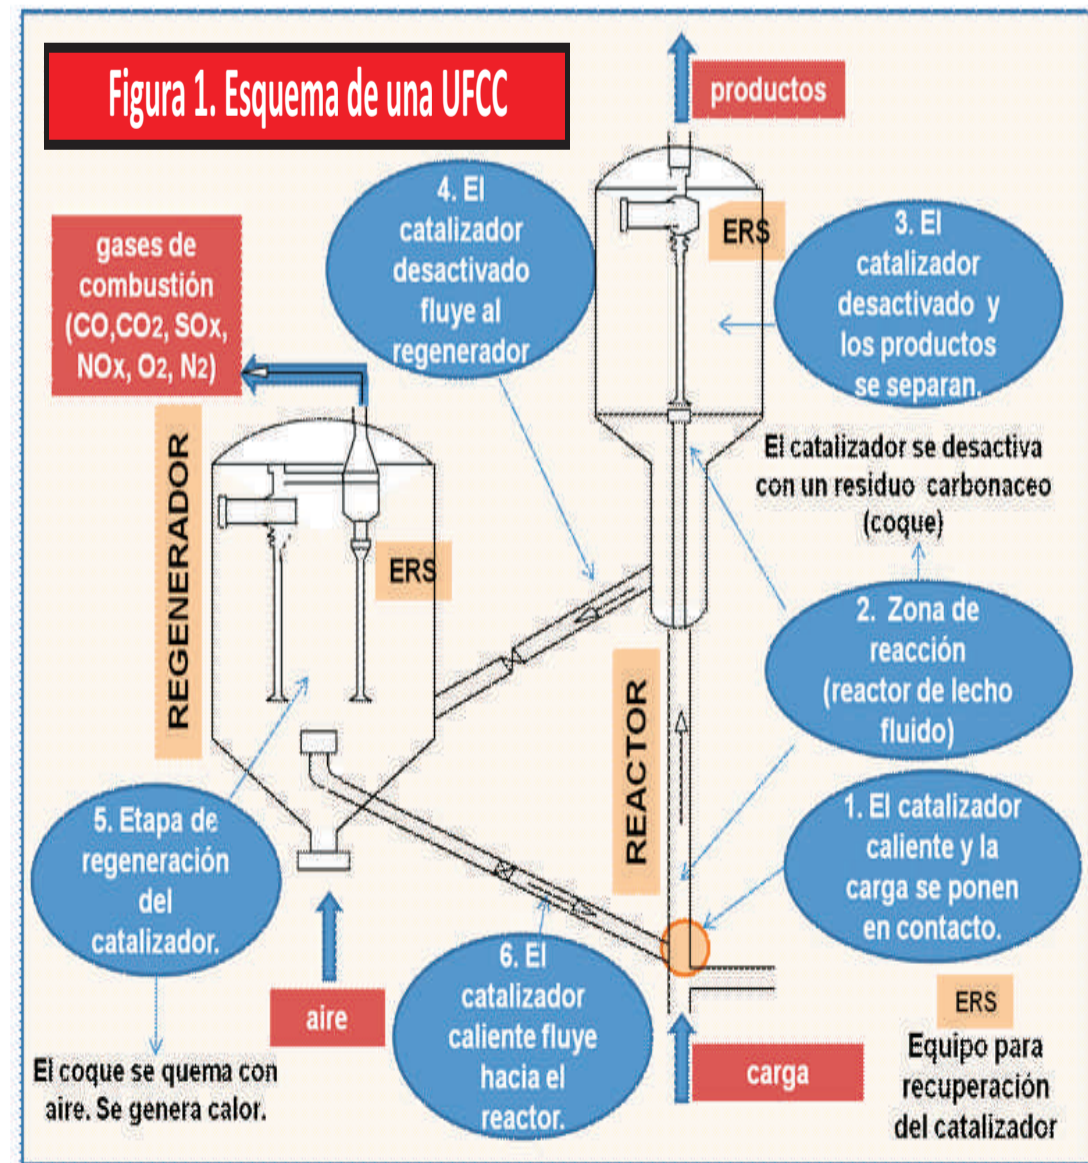 Figura 1. Esquema de una UFCC
productos
4. El
catalizador
desactivado
fluye al
regenerador
ERS
3. El
catalizador
desactivado y
los productos
se separan.
gases de
combustión
(CO,CO2, SOx,
NOx, O2, N2)
El catalizador se desactiva
con un residuo carbonaceo
(coque)
REGENERADOR
ERS
2. Zona de
reacción
(reactor de lecho
fluido)
REACTOR
5. Etapa de
regeneración
del
catalizador.
1. El catalizador
caliente y la
carga se ponen
en contacto.
6. El
catalizador
caliente fluye
hacia el
reactor.
aire
El coque se quema con
aire. Se genera calor.
carga
ERS
Equipo para
recuperación
del catalizador